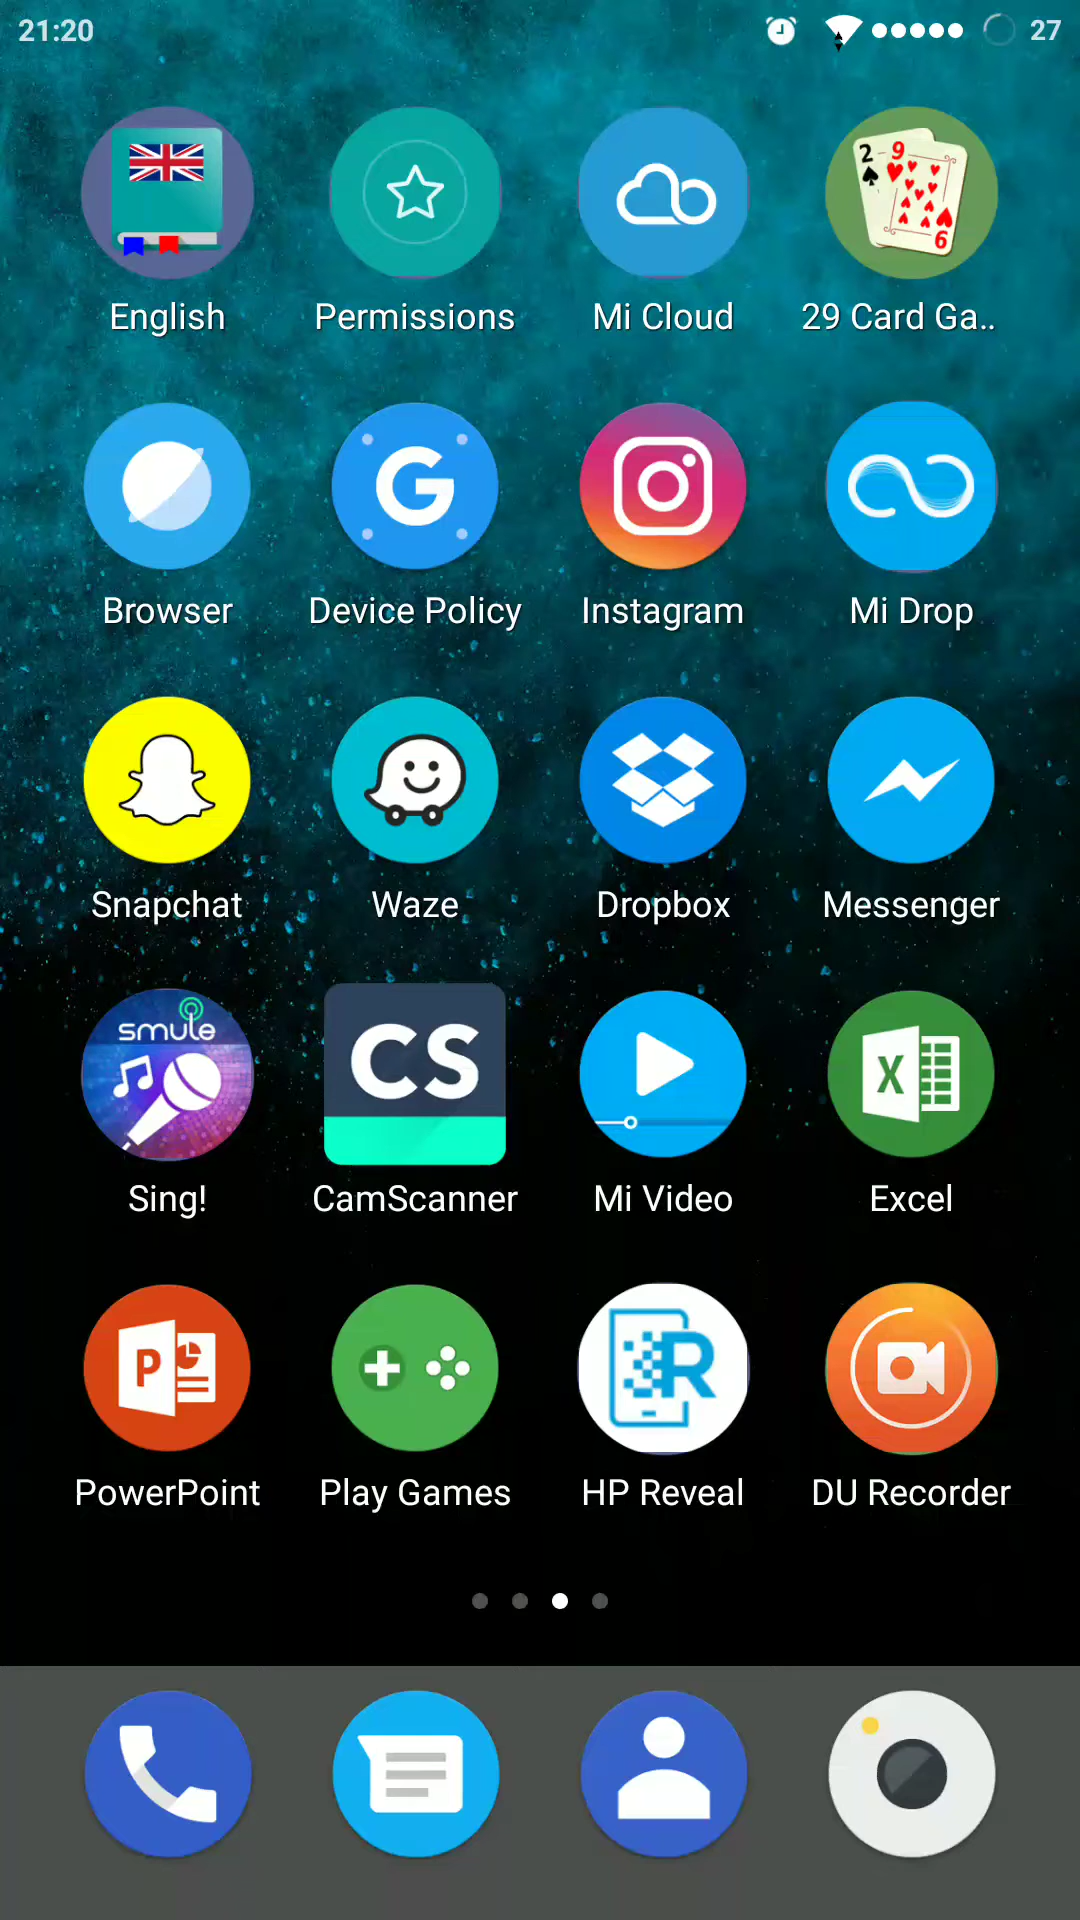 21:20 27
English Permissions Mi Cloud 29 Card Ga..
Browser Device Policy Instagram Mi Drop
Snapchat Waze Dropbox Messenger
smule CS X
Sing! CamScanner Mi Video Excel
P R
PowerPoint Play Games HP Reveal DU Recorder